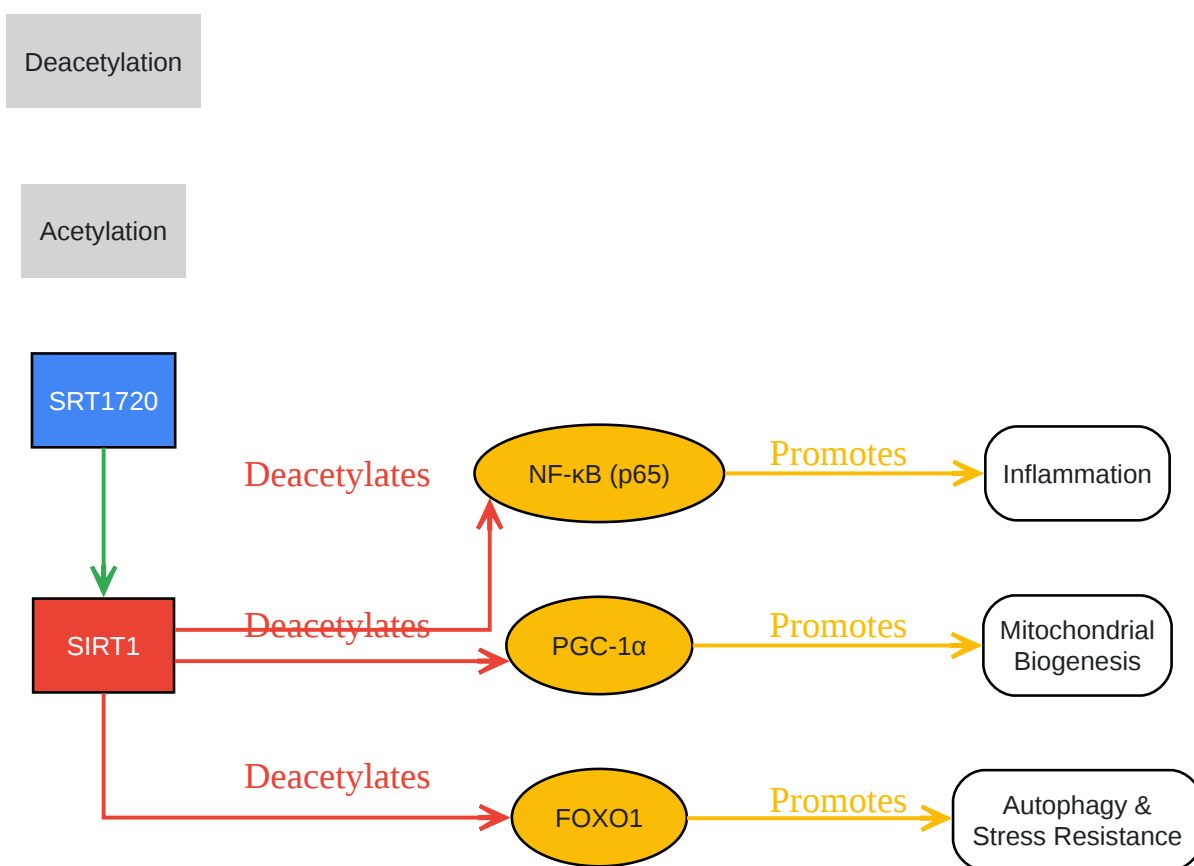 Deacetylation
Acetylation
SRT1720
Deacetylates
NF-κB (p65)
Promotes
Inflammation
SIRT1
Deacetylates
PGC-1α
Promotes
Mitochondrial
Biogenesis
Deacetylates
FOXO1
Promotes
Autophagy &
Stress Resistance